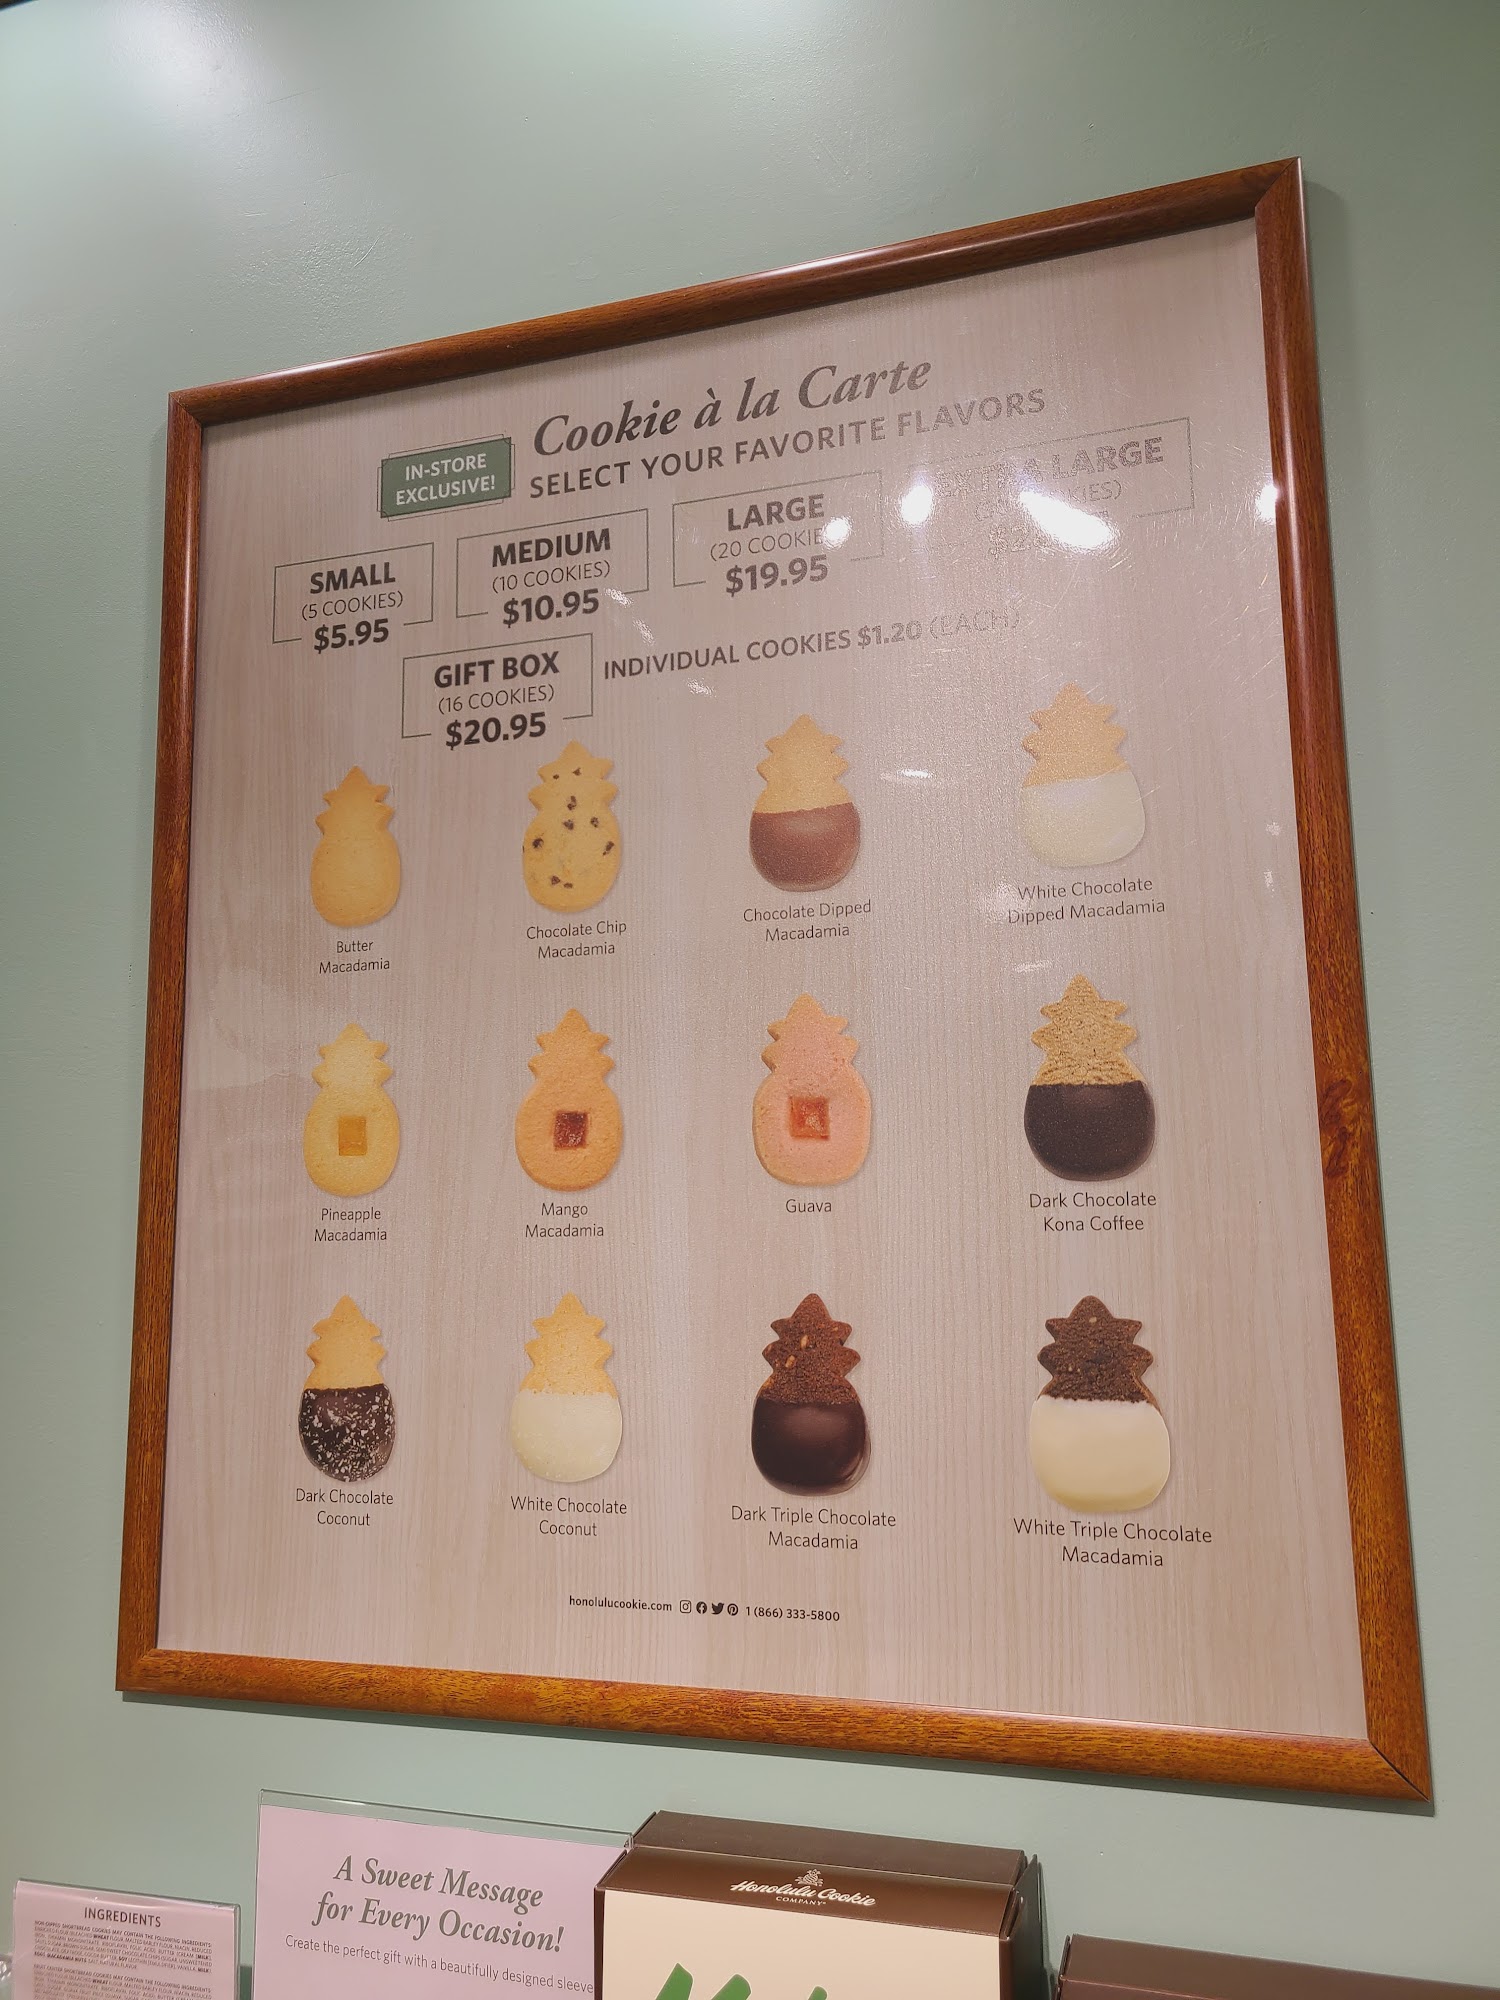 Cookie à la Carte
IN-STORE
EXCLUSIVE!
SELECT YOUR FAVORITE FLAVORS
SMALL
(5 COOKIES)
$5.95
MEDIUM
(10 COOKIES)
$10.95
LARGE
(20 COOKIE
$19.95
LARGE
GIFT BOX
(16 COOKIES)
$20.95
INDIVIDUAL COOKIES $1.20 (EACH)
Butter
Macadamia
Chocolate Chip
Macadamia
Chocolate Dipped
Macadamia
White Chocolate
Dipped Macadamia
Pineapple
Macadamia
Mango
Macadamia
Guava
Dark Chocolate
Kona Coffee
Dark Chocolate
Coconut
White Chocolate
Coconut
Dark Triple Chocolate
Macadamia
White Triple Chocolate
Macadamia
honolulucookie.com 1 (866) 333-5800
INGREDIENTS
A Sweet Message
for Every Occasion!
Create the perfect gift with a beautifully designed sleeve
Honolulu Cookie
COMPANY